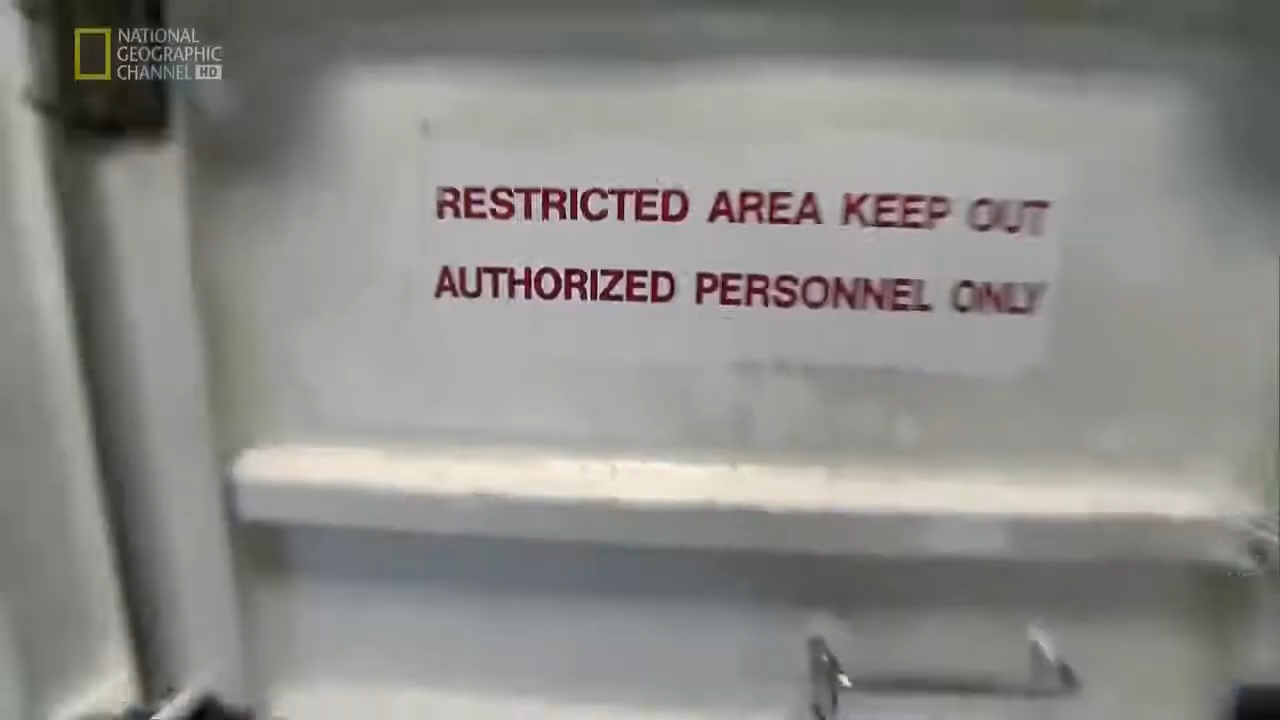 NATIONAL
GEOGRAPHIC
CHANNEL HD
RESTRICTED AREA KEEP OUT
AUTHORIZED PERSONNEL ONLY